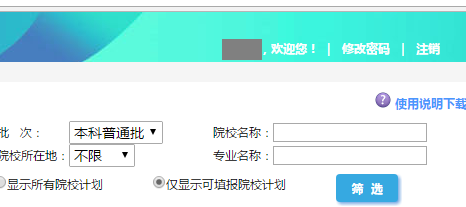 ，欢迎您！ | 修改密码 | 注销
使用说明下载
批 次： 本科普通批 院校名称：
院校所在地：不限 专业名称：
显示所有院校计划 仅显示可填报院校计划 筛 选